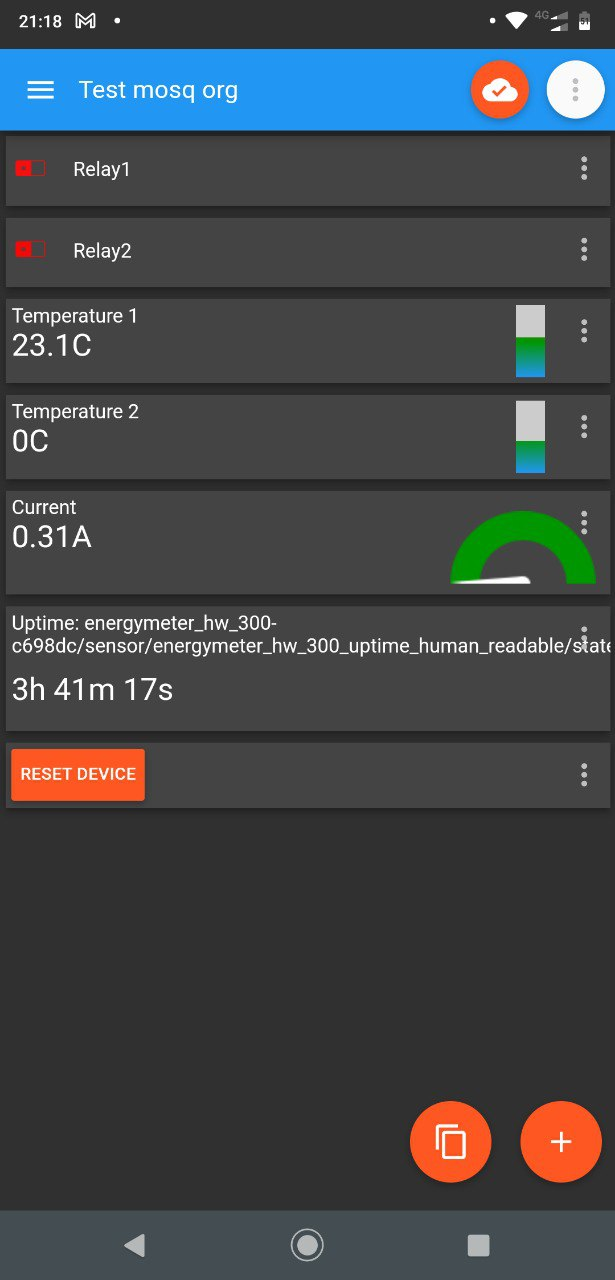 21:18
4G
51
Test mosq org
Relay1
Relay2
Temperature 1
23.1C
Temperature 2
0C
Current
0.31A
Uptime: energymeter_hw_300-
c698dc/sensor/energymeter_hw_300_uptime_human_readable/state
3h 41m 17s
RESET DEVICE